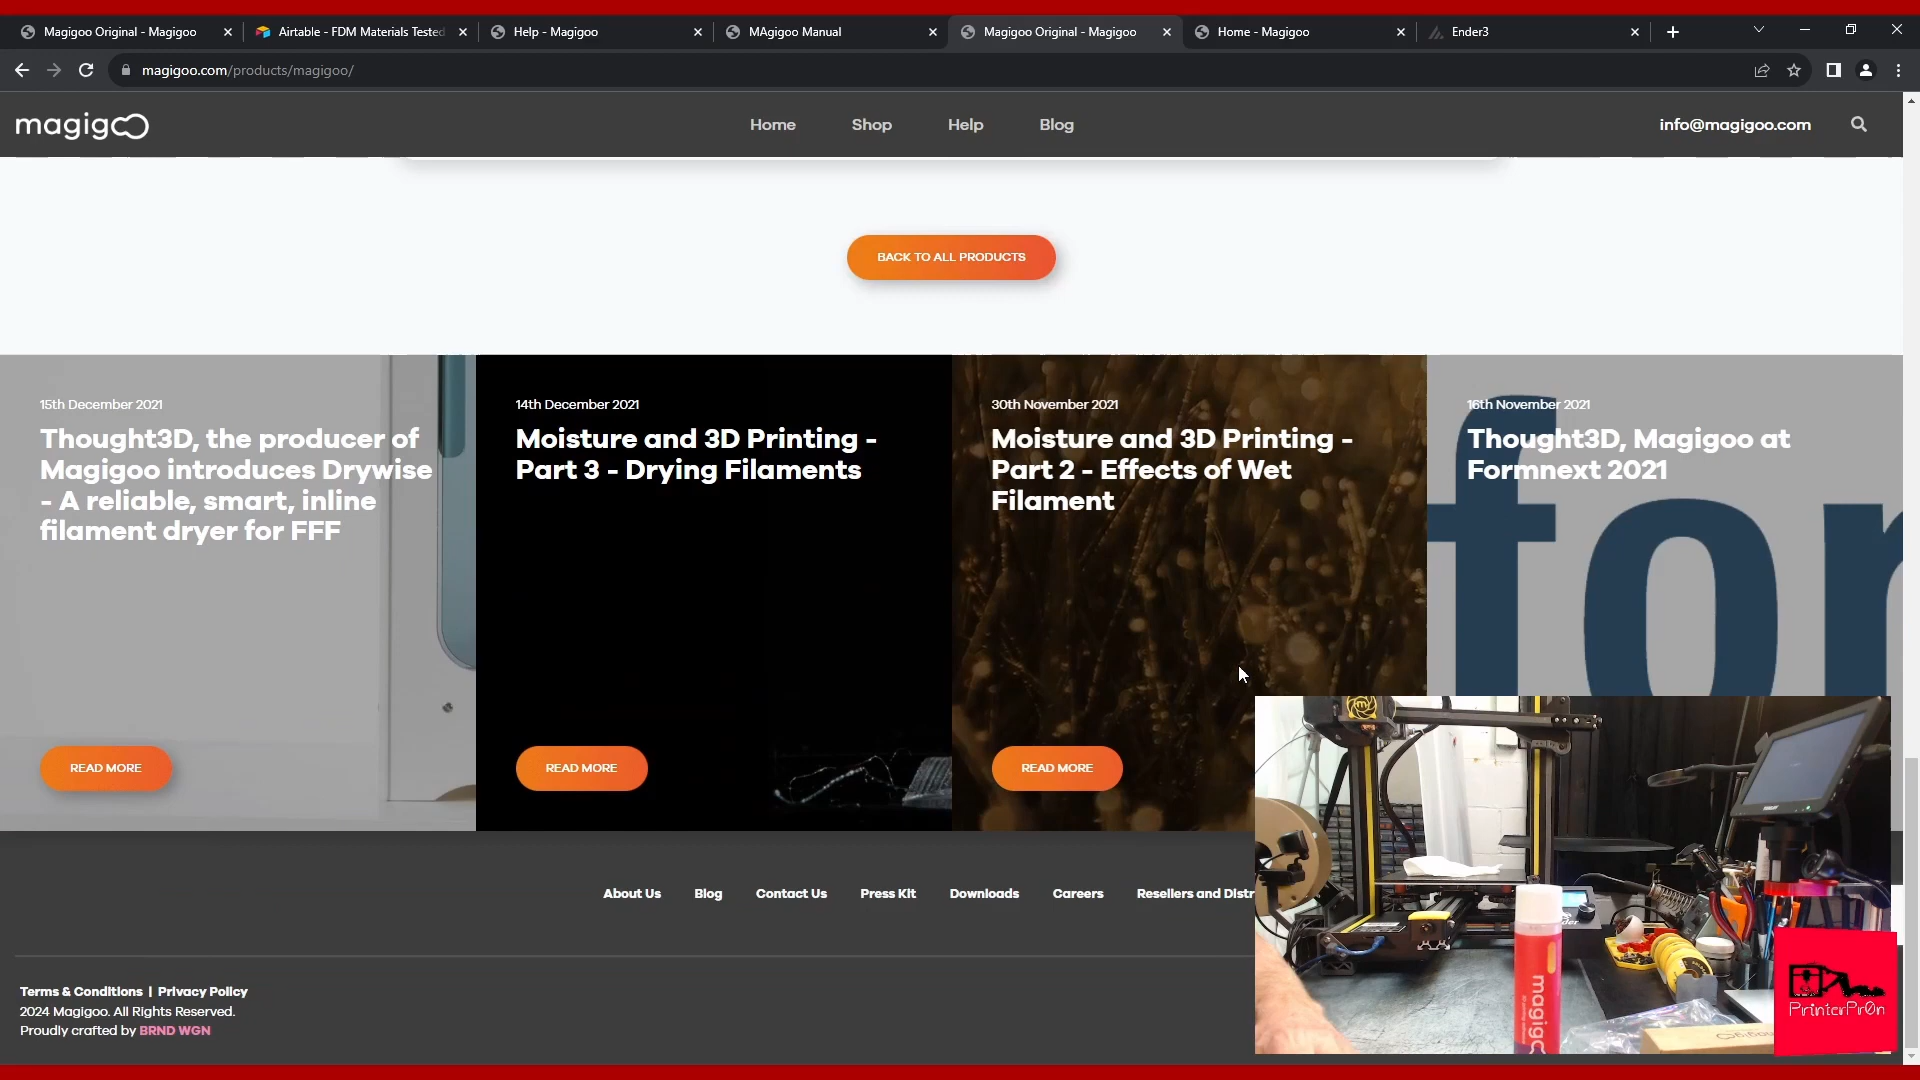 Magigoo Original - Magigoo
Airtable - FDM Materials Tested
Help - Magigoo
MAgigoo Manual
Magigoo Original - Magigoo
Home - Magigoo
Ender3
magigoo.com/products/magigoo/
magigoo
Home
Shop
Help
Blog
info@magigoo.com
BACK TO ALL PRODUCTS
15th December 2021
Thought3D, the producer of
Magigoo introduces Drywise
- A reliable, smart, inline
filament dryer for FFF
READ MORE
14th December 2021
Moisture and 3D Printing -
Part 3 - Drying Filaments
READ MORE
30th November 2021
Moisture and 3D Printing -
Part 2 - Effects of Wet
Filament
READ MORE
16th November 2021
Thought3D, Magigoo at
Formnext 2021
for
About Us
Blog
Contact Us
Press Kit
Downloads
Careers
Resellers and Distr
Terms & Conditions | Privacy Policy
2024 Magigoo. All Rights Reserved.
Proudly crafted by BRND WGN
magigoo
PrinterPr0n